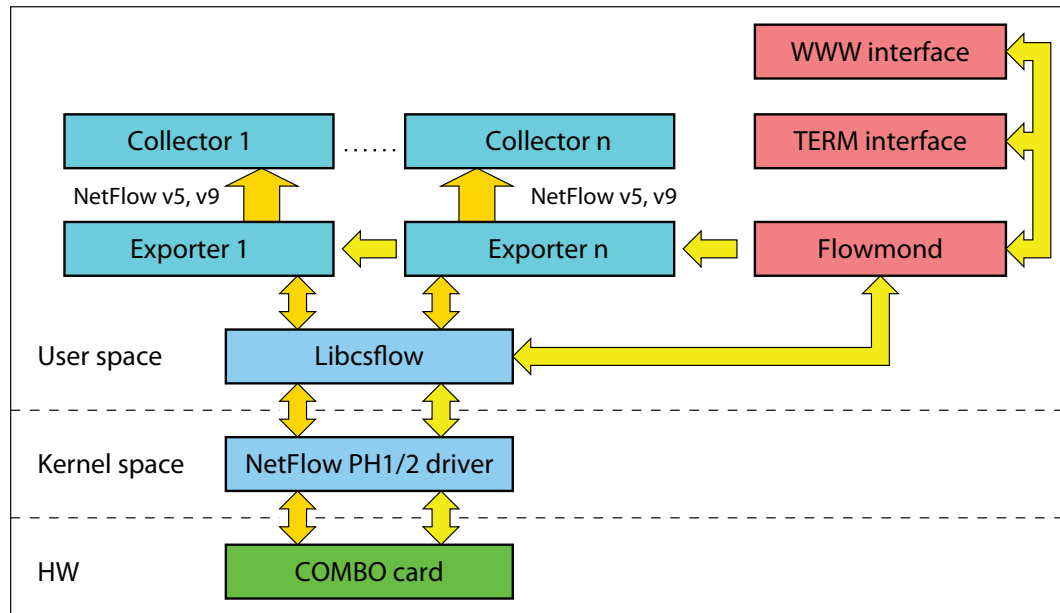 WWW interface
Collector 1
......
Collector n
TERM interface
NetFlow v5, v9
NetFlow v5, v9
Exporter 1
Exporter n
Flowmond
User space
Libcsflow
Kernel space
NetFlow PH1/2 driver
HW
COMBO card